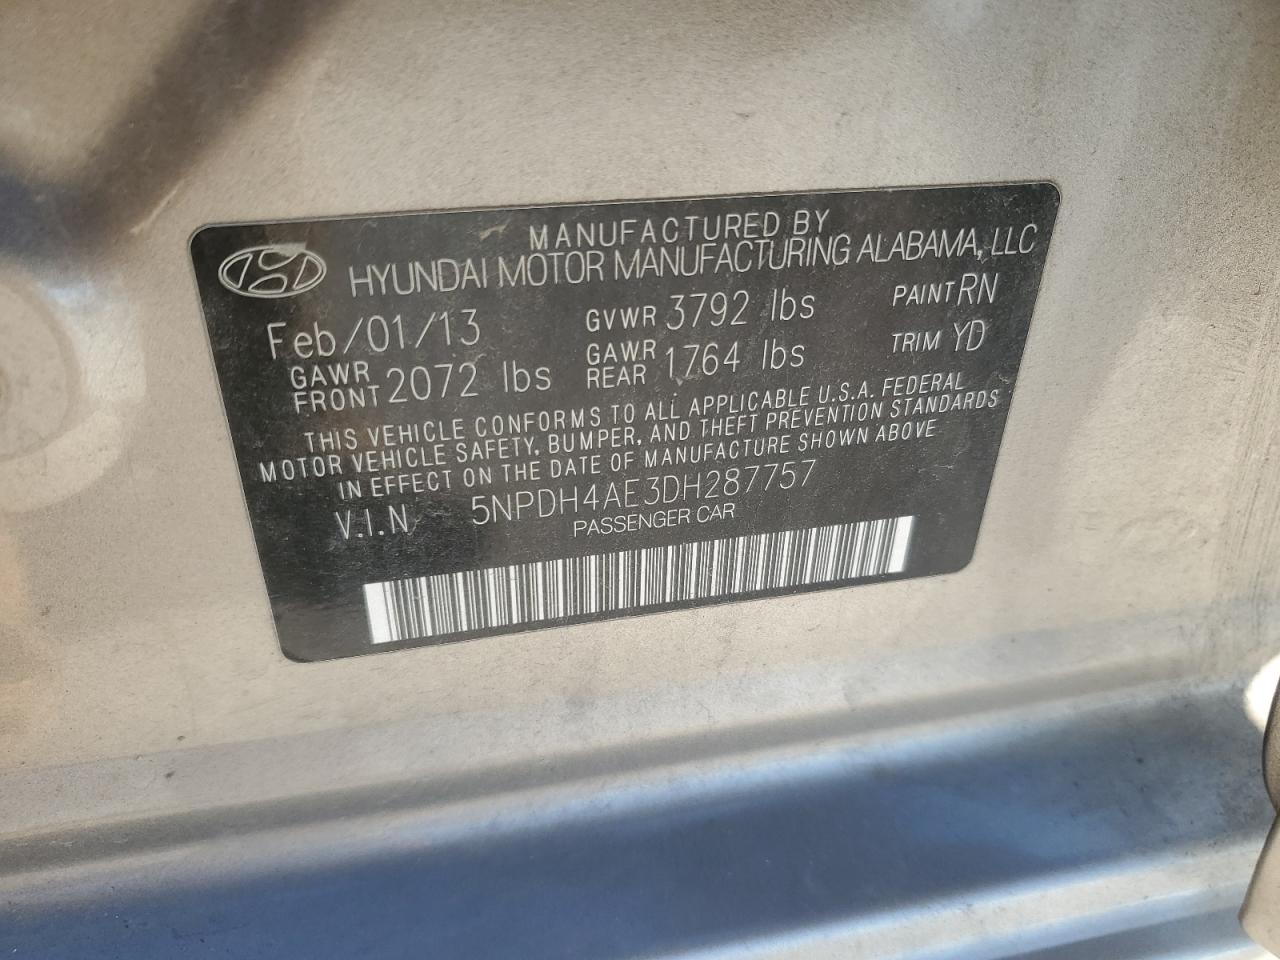 MANUFACTURED BY
HYUNDAI MOTOR MANUFACTURING ALABAMA, LLC
Feb/01/13 GVWR 3792 lbs PAINT RN
GAWR FRONT 2072 lbs GAWR REAR 1764 lbs TRIM YD
THIS VEHICLE CONFORMS TO ALL APPLICABLE U.S.A. FEDERAL
MOTOR VEHICLE SAFETY, BUMPER, AND THEFT PREVENTION STANDARDS
IN EFFECT ON THE DATE OF MANUFACTURE SHOWN ABOVE
V.I.N 5NPDH4AE3DH287757
PASSENGER CAR